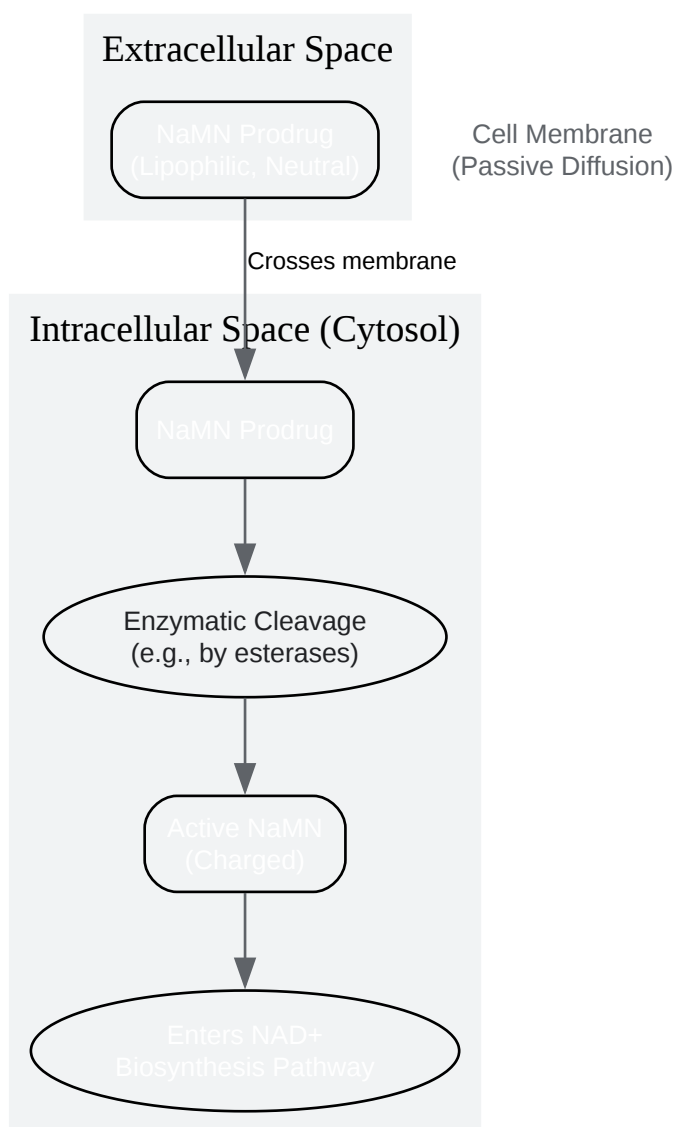 Extracellular Space
NaMN Prodrug
(Lipophilic, Neutral)
Cell Membrane
(Passive Diffusion)
Crosses membrane
Intracellular Space (Cytosol)
NaMN Prodrug
Enzymatic Cleavage
(e.g., by esterases)
Active NaMN
(Charged)
Enters NAD+
Biosynthesis Pathway